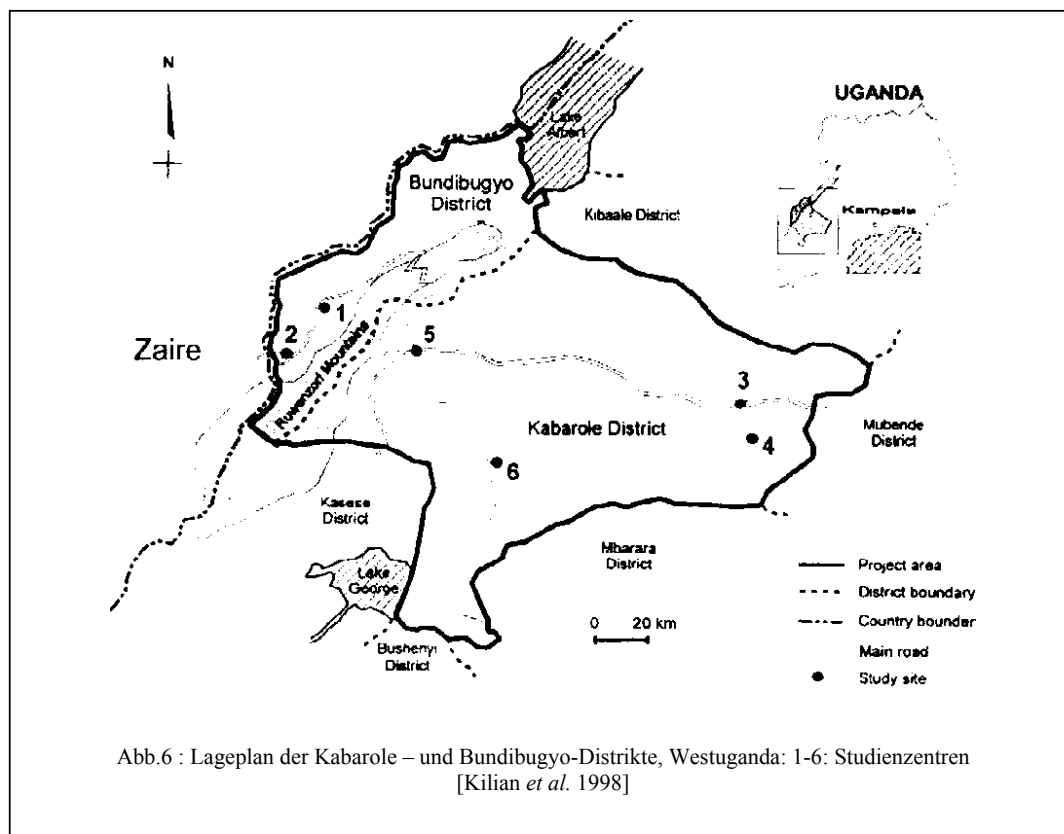 N
Lake
Albert
UGANDA
Bundibugyo
District
Kibaale District
Kampala
1
2
5
Zaire
Ruwenzori Mountains
3
Kabarole District
4
Mubende
District
6
Kasese
District
Mbarara
District
Lake
George
0 20 km
Bushenyi
District
Project area
District boundary
Country bounder
Main road
Study site
Abb.6 : Lageplan der Kabarole – und Bundibugyo-Distrikte, Westuganda: 1-6: Studienzentren
[Kilian et al. 1998]